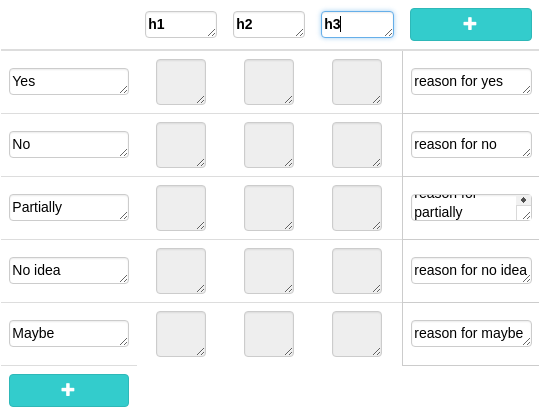 h1 h2 h3 +
Yes reason for yes
No reason for no
Partially reason for
partially
No idea reason for no idea
Maybe reason for maybe
+